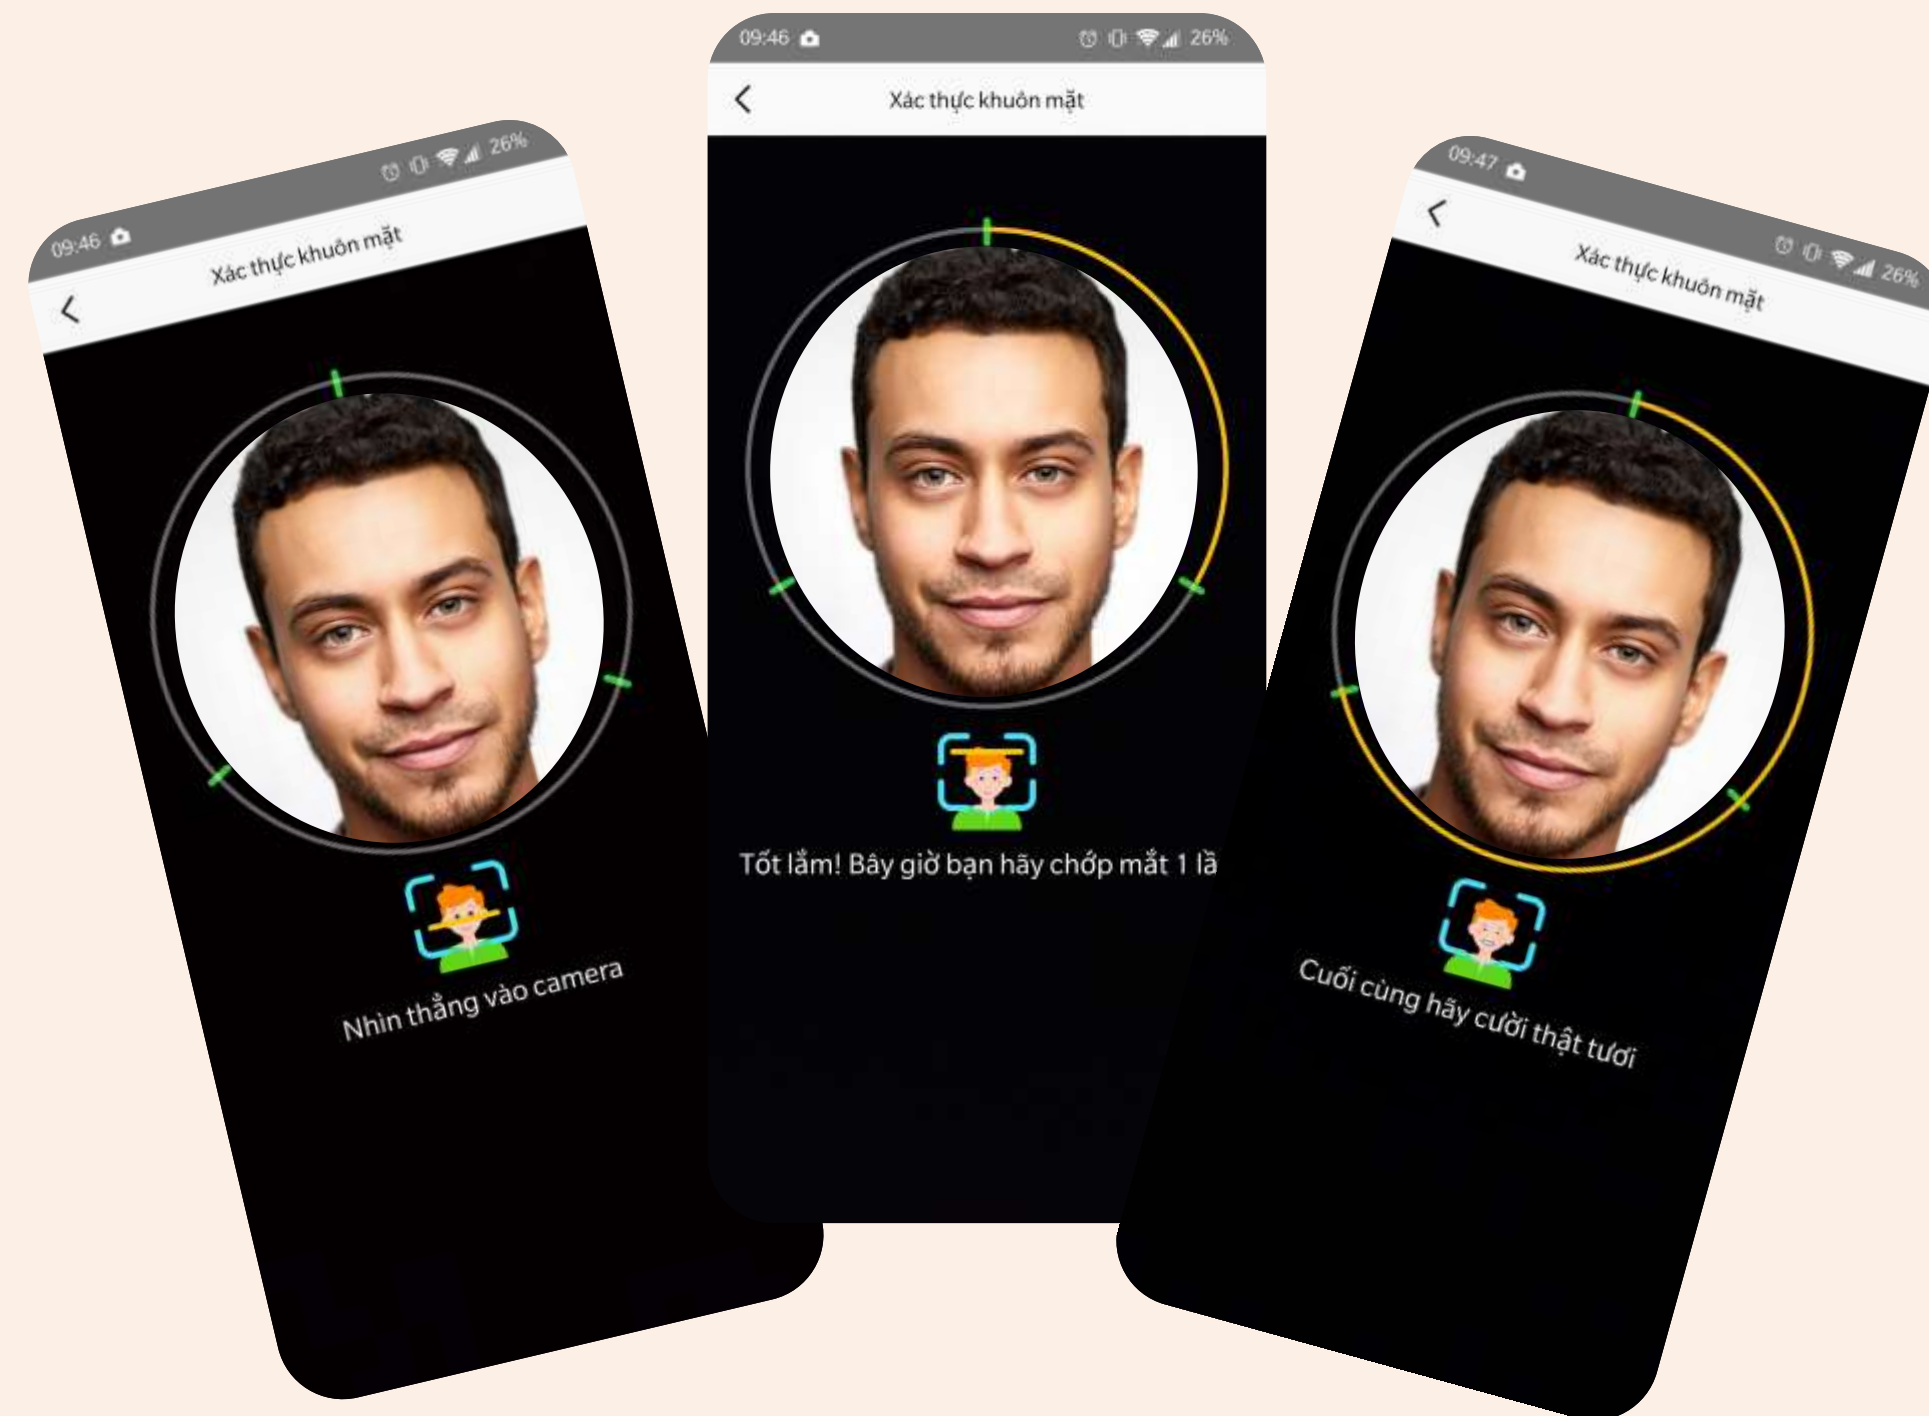 09:46
26%
Xác thực khuôn mặt
Nhìn thẳng vào camera
09:46
26%
Xác thực khuôn mặt
Tốt lắm! Bây giờ bạn hãy chớp mắt 1 lầ
09:47
26%
Xác thực khuôn mặt
Cuối cùng hãy cười thật tươi